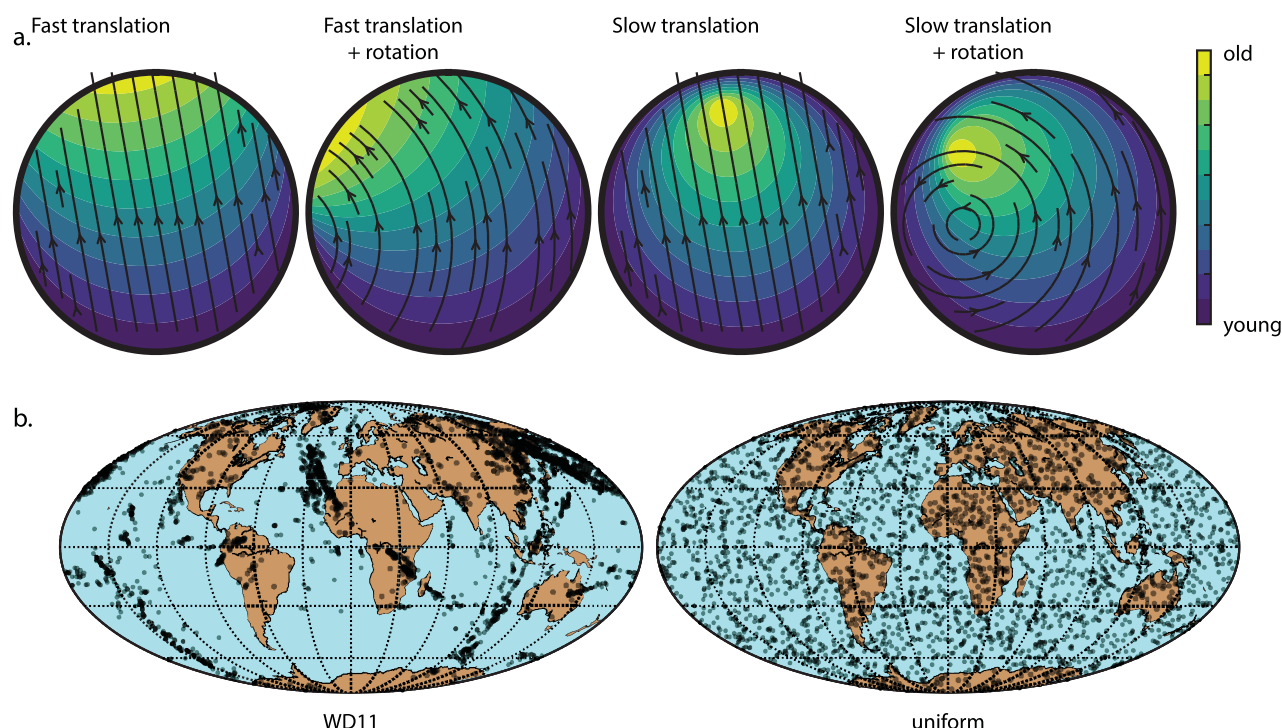 a.
Fast translation
Fast translation
+ rotation
Slow translation
Slow translation
+ rotation
old
young
b.
WD11
uniform